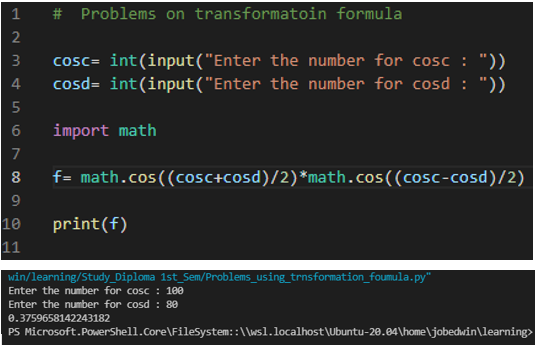 1 #  Problems on transformatoin formula
2
3 cosc= int(input("Enter the number for cosc : "))
4 cosd= int(input("Enter the number for cosd : "))
5
6 import math
7
8 f= math.cos((cosc+cosd)/2)*math.cos((cosc-cosd)/2)
9
10 print(f)
11
win/learning/Study_Diploma 1st_Sem/Problems_using_trnsformation_foumula.py"
Enter the number for cosc : 100
Enter the number for cosd : 80
0.3759658142243182
PS Microsoft.PowerShell.Core\FileSystem::\\wsl.localhost\Ubuntu-20.04\home\jobedwin\learning>